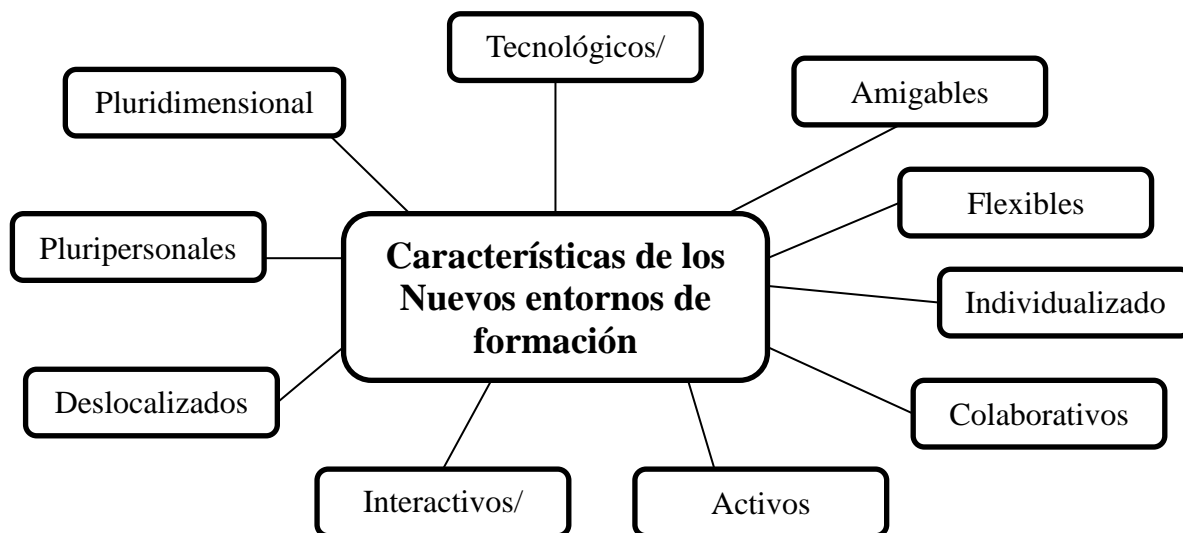 Tecnológicos/
Pluridimensional
Amigables
Flexibles
Pluripersonales
Características de los
Nuevos entornos de
formación
Individualizado
Deslocalizados
Colaborativos
Interactivos/
Activos